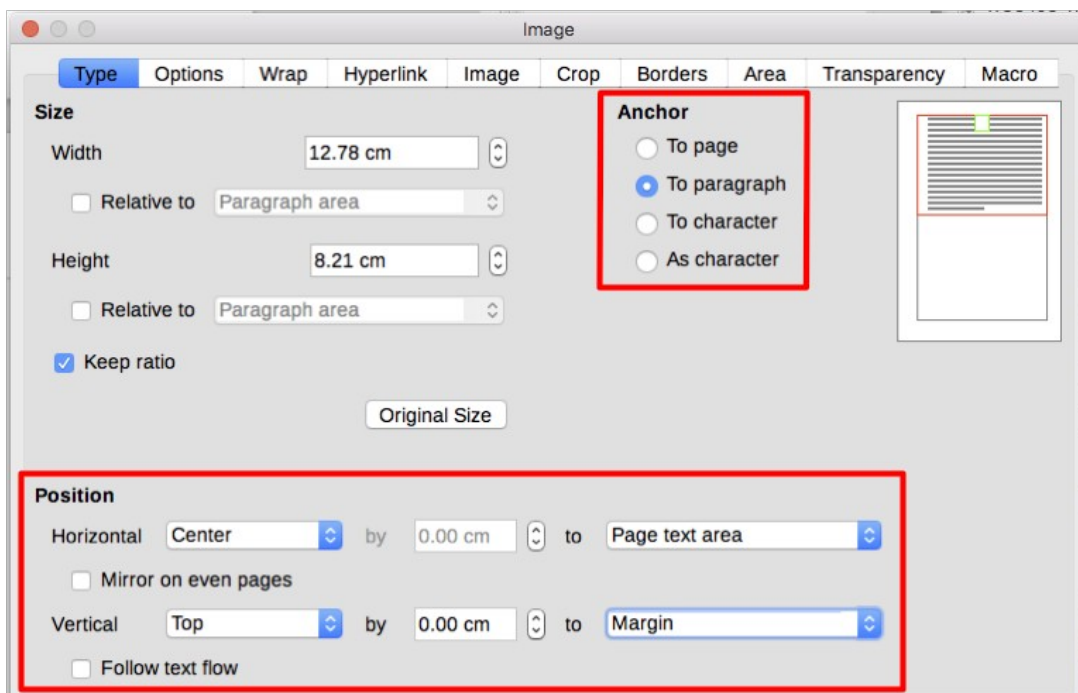 Image
Type Options Wrap Hyperlink Image Crop Borders Area Transparency Macro
Size
Width 12.78 cm
Relative to Paragraph area
Height 8.21 cm
Relative to Paragraph area
Keep ratio
Original Size
Anchor
To page
To paragraph
To character
As character
Position
Horizontal Center by 0.00 cm to Page text area
Mirror on even pages
Vertical Top by 0.00 cm to Margin
Follow text flow